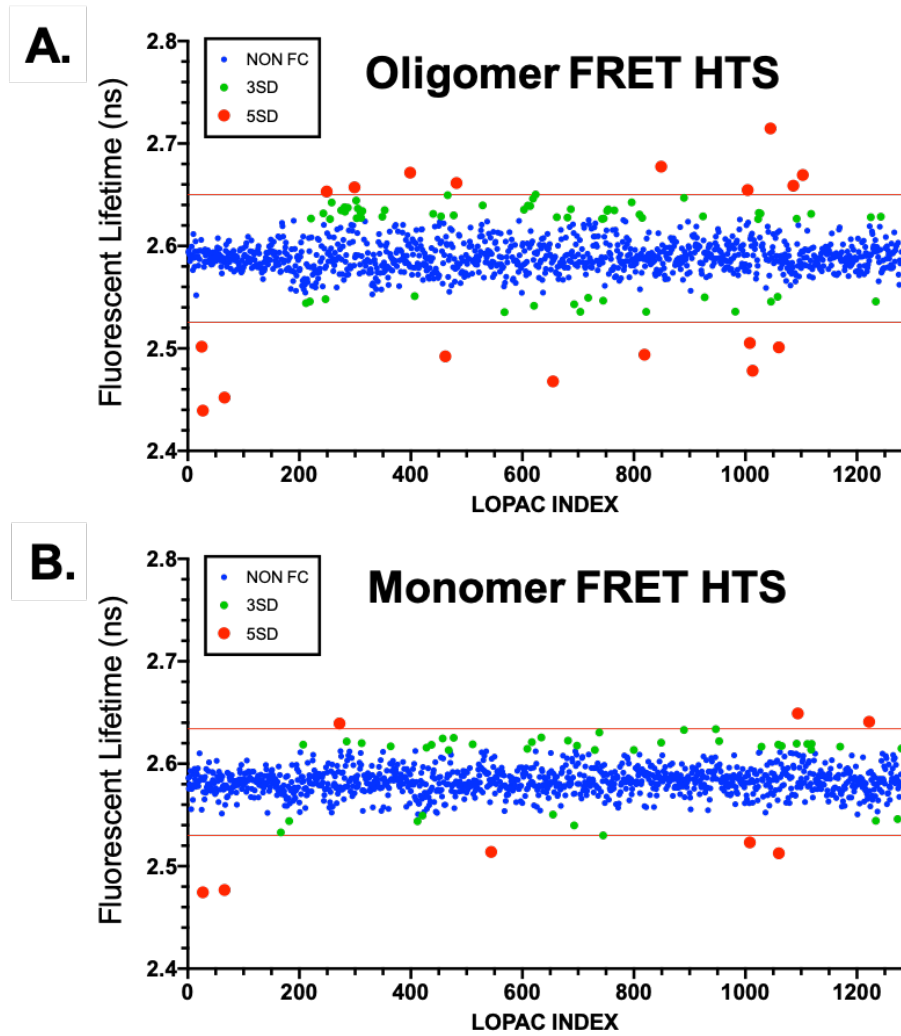 A.
Oligomer FRET HTS
NON FC
3SD
5SD
Fluorescent Lifetime (ns)
2.8
2.7
2.6
2.5
2.4
0 200 400 600 800 1000 1200
LOPAC INDEX
B.
Monomer FRET HTS
NON FC
3SD
5SD
Fluorescent Lifetime (ns)
2.8
2.7
2.6
2.5
2.4
0 200 400 600 800 1000 1200
LOPAC INDEX